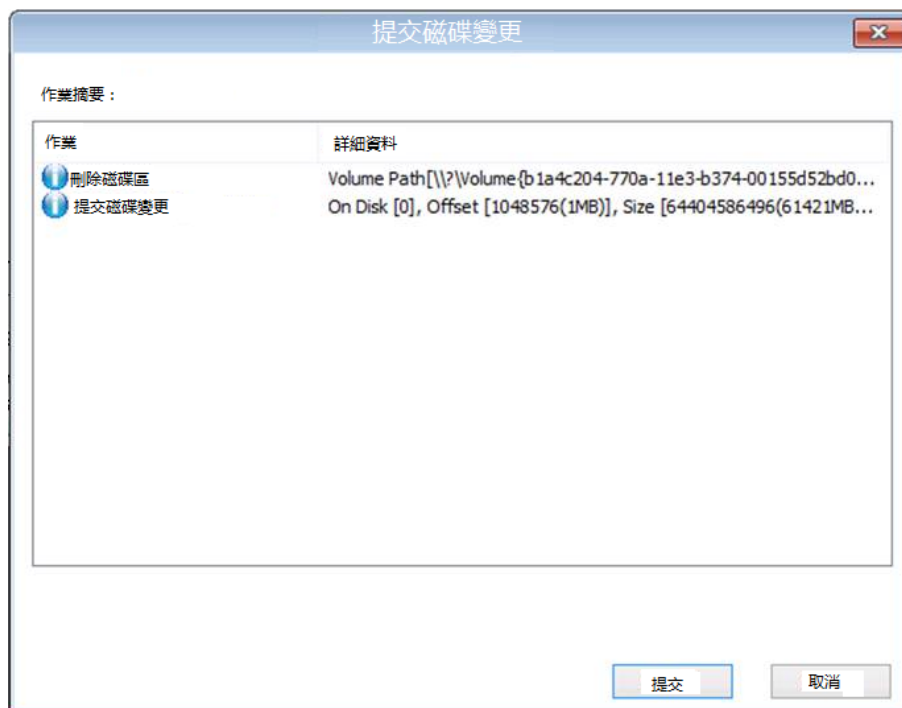 提交磁碟變更
作業摘要：
作業 詳細資料
刪除磁碟區 Volume Path[\\?\Volume{b1a4c204-770a-11e3-b374-00155d52bd0...
提交磁碟變更 On Disk [0], Offset [1048576(1MB)], Size [64404586496(61421MB...
提交 取消